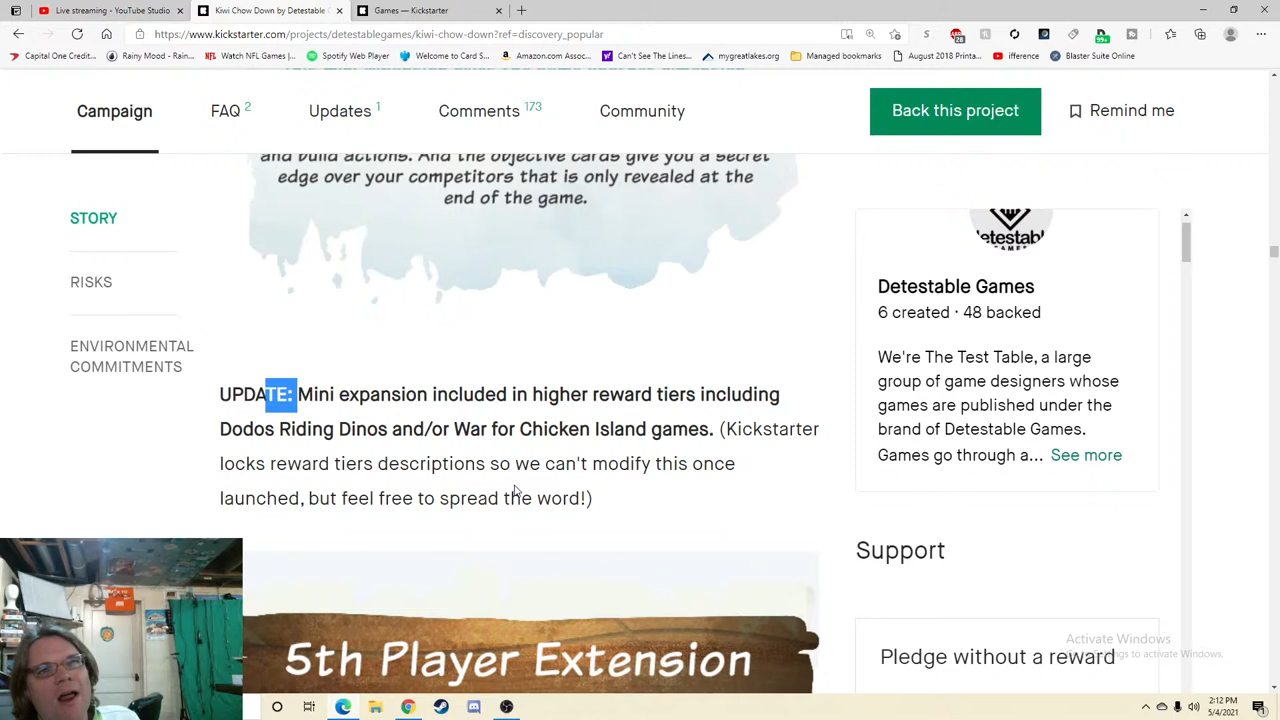 Live streaming - YouTube Studio
Kiwi Chow Down by Detestable G
Games — Kickstarter
https://www.kickstarter.com/projects/detestablegames/kiwi-chow-down?ref=discovery_popular
Capital One Credit...
Rainy Mood - Rain...
Watch NFL Games |...
Spotify Web Player
Welcome to Card S...
Amazon.com Assoc...
Can't See The Lines...
mygreatlakes.org
Managed bookmarks
August 2018 Printa...
ifference
Blaster Suite Online
Campaign
FAQ 2
Updates 1
Comments 173
Community
Back this project
Remind me
and build actions. And the objective cards give you a secret
edge over your competitors that is only revealed at the
end of the game.
STORY
RISKS
ENVIRONMENTAL
COMMITMENTS
UPDATE: Mini expansion included in higher reward tiers including
Dodos Riding Dinos and/or War for Chicken Island games. (Kickstarter
locks reward tiers descriptions so we can't modify this once
launched, but feel free to spread the word!)
5th Player Extension
Detestable Games
6 created · 48 backed
We're The Test Table, a large
group of game designers whose
games are published under the
brand of Detestable Games.
Games go through a... See more
Support
Pledge without a reward
Activate Windows
Settings to activate Windows.
2:12 PM
5/4/2021